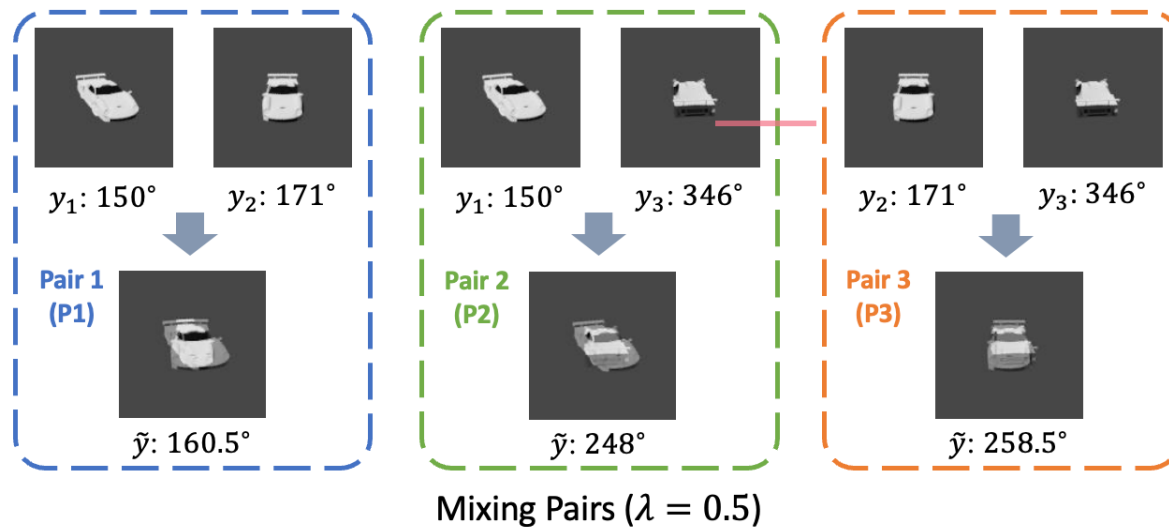 y₁: 150°
y₂: 171°
Pair 1
(P1)
ỹ: 160.5°
y₁: 150°
y₃: 346°
Pair 2
(P2)
ỹ: 248°
y₂: 171°
y₃: 346°
Pair 3
(P3)
ỹ: 258.5°
Mixing Pairs (λ = 0.5)